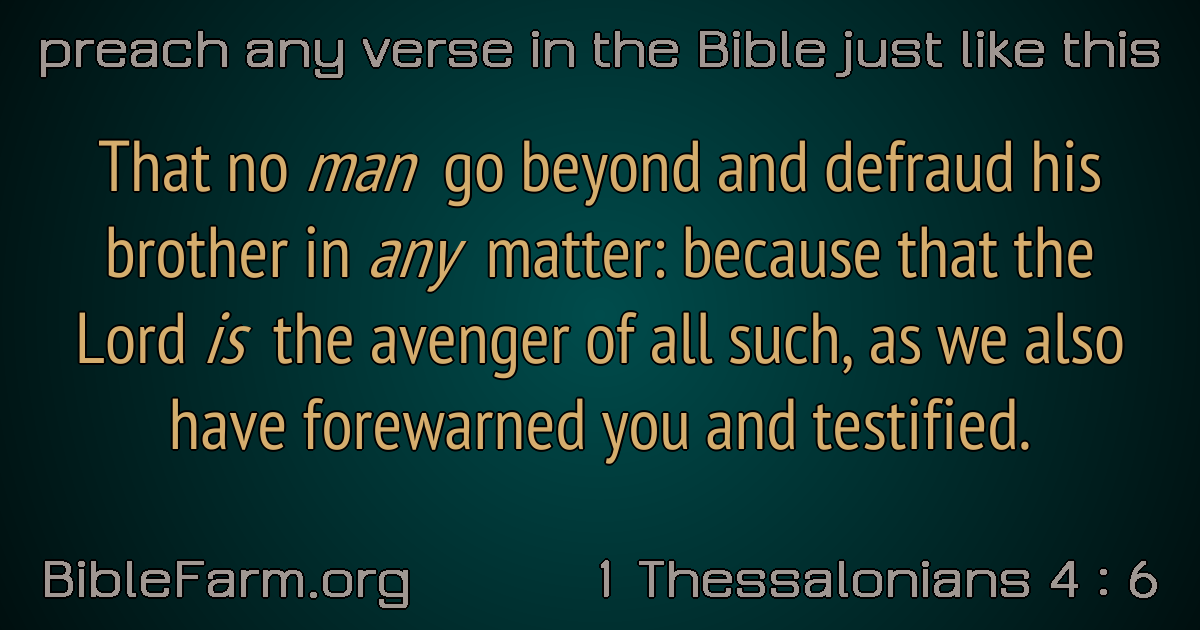 preach any verse in the Bible just like this
That no man go beyond and defraud his
brother in any matter: because that the
Lord is the avenger of all such, as we also
have forewarned you and testified.
BibleFarm.org
1 Thessalonians 4 : 6